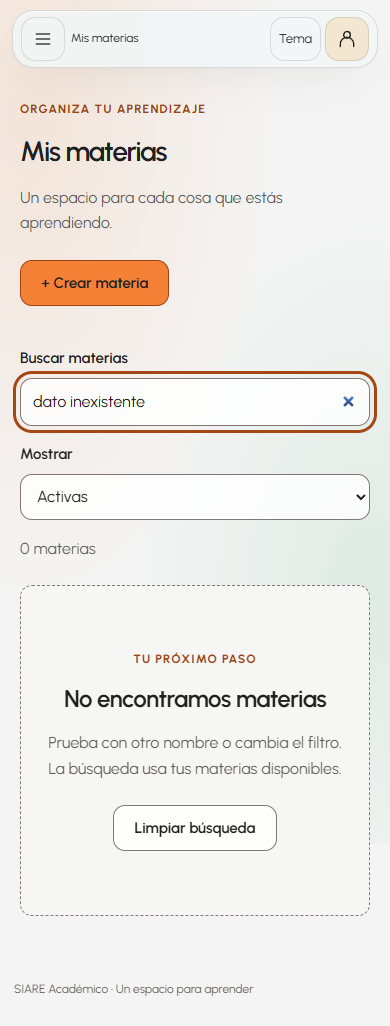 Mis materias
Tema
ORGANIZA TU APRENDIZAJE
Mis materias
Un espacio para cada cosa que estás
aprendiendo.
+ Crear materia
Buscar materias
dato inexistente
Mostrar
Activas
0 materias
TU PRÓXIMO PASO
No encontramos materias
Prueba con otro nombre o cambia el filtro.
La búsqueda usa tus materias disponibles.
Limpiar búsqueda
SIARE Académico · Un espacio para aprender